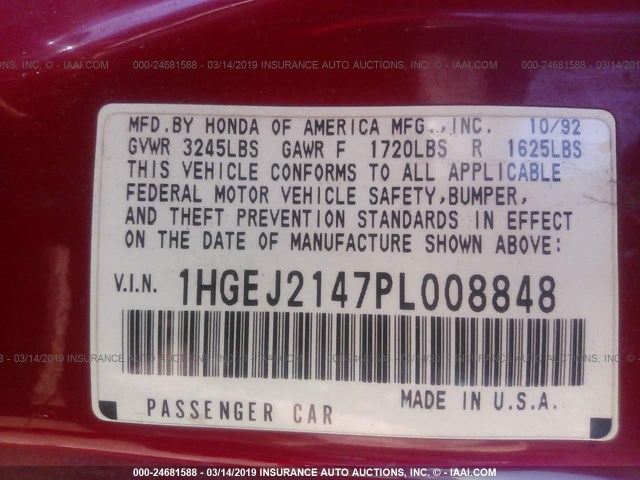 000-24681588 - 03/14/2019 INSURANCE AUTO AUCTIONS, INC. - © IAAI.COM
MFD.BY HONDA OF AMERICA MFG.,INC. 10/92
GVWR 3245LBS GAWR F 1720LBS R 1625LBS
THIS VEHICLE CONFORMS TO ALL APPLICABLE
FEDERAL MOTOR VEHICLE SAFETY,BUMPER,
AND THEFT PREVENTION STANDARDS IN EFFECT
ON THE DATE OF MANUFACTURE SHOWN ABOVE:
V.I.N. 1HGEJ2147PL008848
PASSENGER CAR MADE IN U.S.A.
000-24681588 - 03/14/2019 INSURANCE AUTO AUCTIONS, INC. - © IAAI.COM